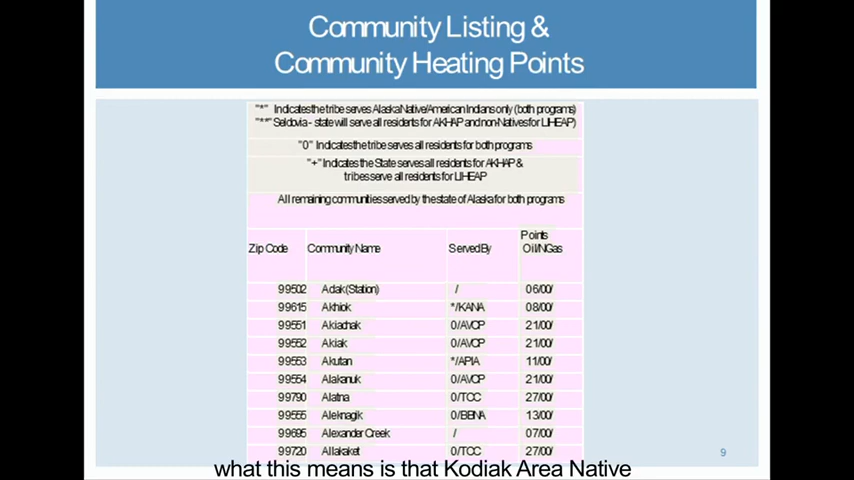 Community Listing &
Community Heating Points
"*" Indicates the tribe serves Alaska Native/American Indians only (both programs)
"**" Seldovia - state will serve all residents for AKHAP and non-Natives for LIHEAP)
"0" Indicates the tribe serves all residents for both programs
"+" Indicates the State serves all residents for AKHAP &
tribes serve all residents for LIHEAP
All remaining communities served by the state of Alaska for both programs
Zip Code Community Name Served By Points Oil/NGas
99502 Adak (Station) / 06/00/
99615 Akhiok */KANA 08/00/
99551 Akiachak 0/AVCP 21/00/
99552 Akiak 0/AVCP 21/00/
99553 Akutan */APIA 11/00/
99554 Alakanuk 0/AVCP 21/00/
99790 Alatna 0/TCC 27/00/
99555 Aleknagik 0/BBNA 13/00/
99695 Alexander Creek / 07/00/
99720 Allakaket 0/TCC 27/00/
9
what this means is that Kodiak Area Native